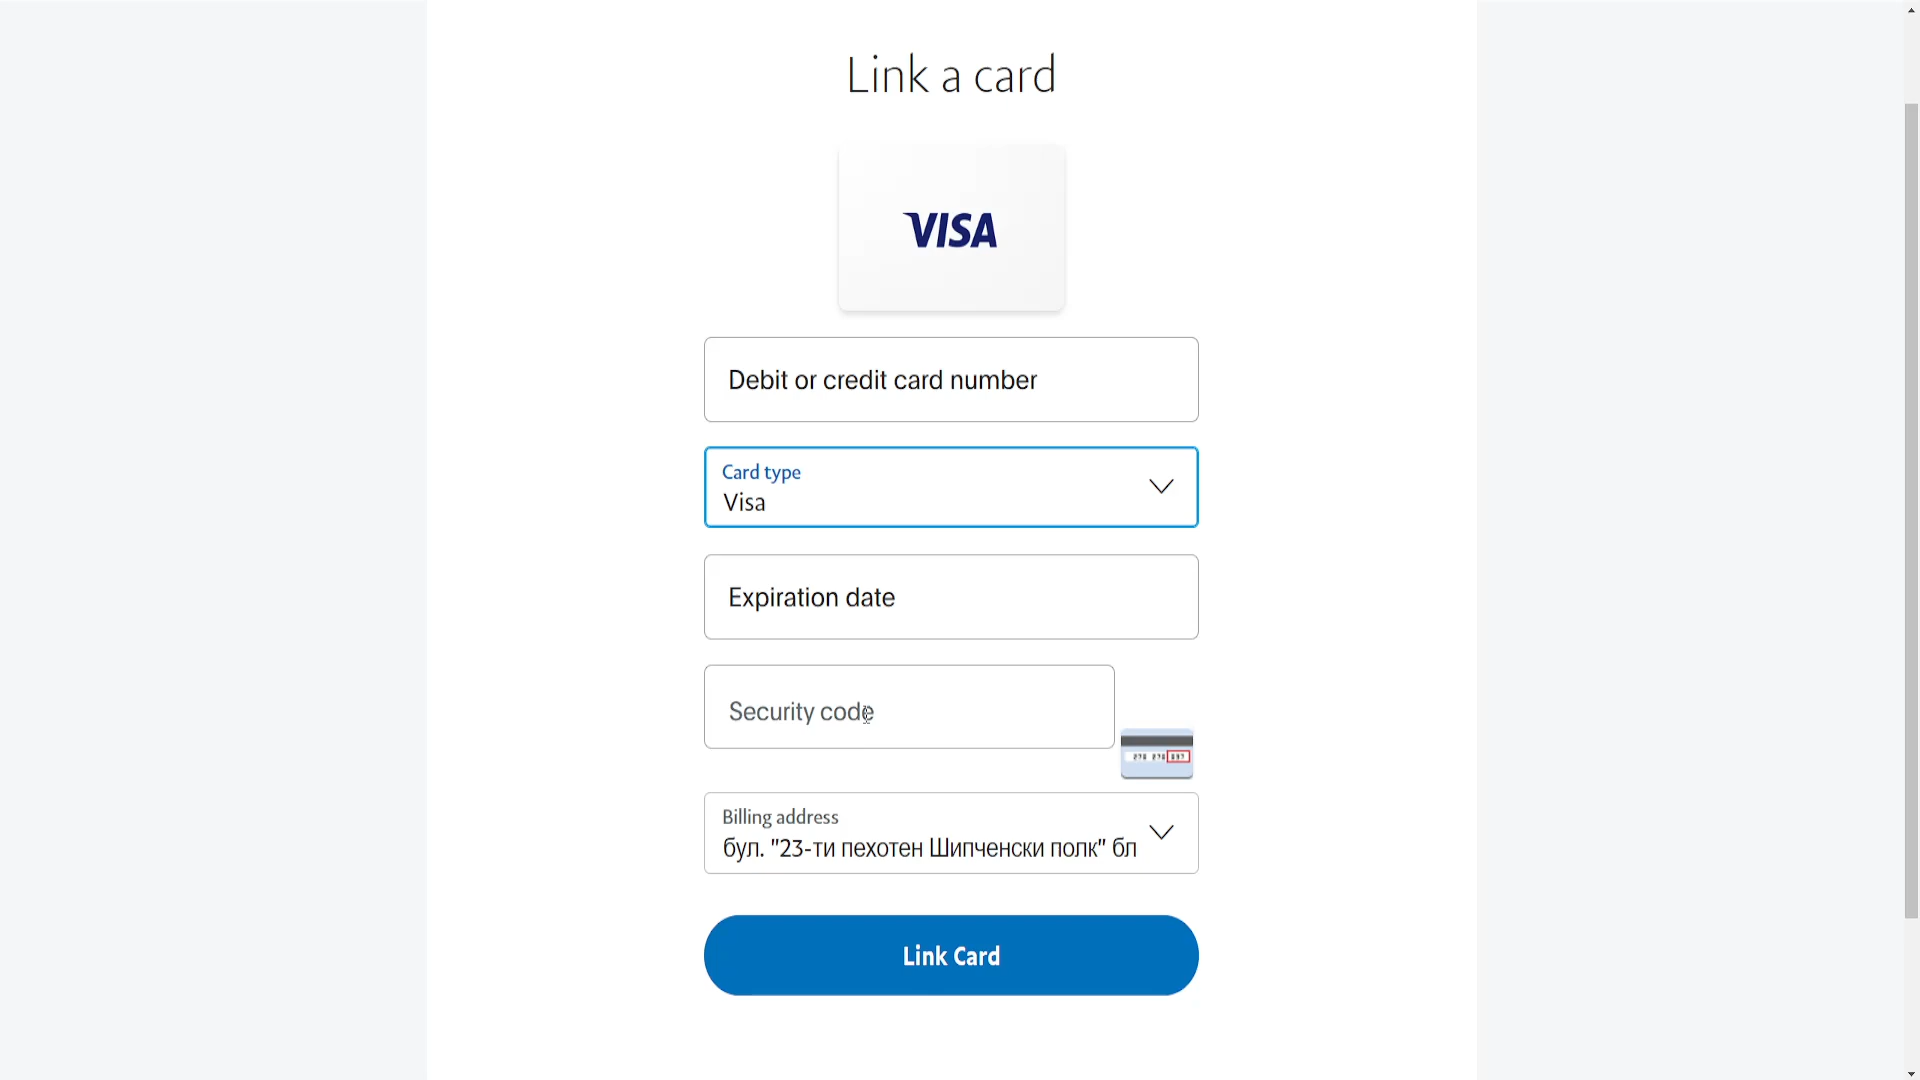 Link a card
VISA
Debit or credit card number
Card type
Visa
Expiration date
Security code
Billing address
бул. "23-ти пехотен Шипченски полк" бл
Link Card